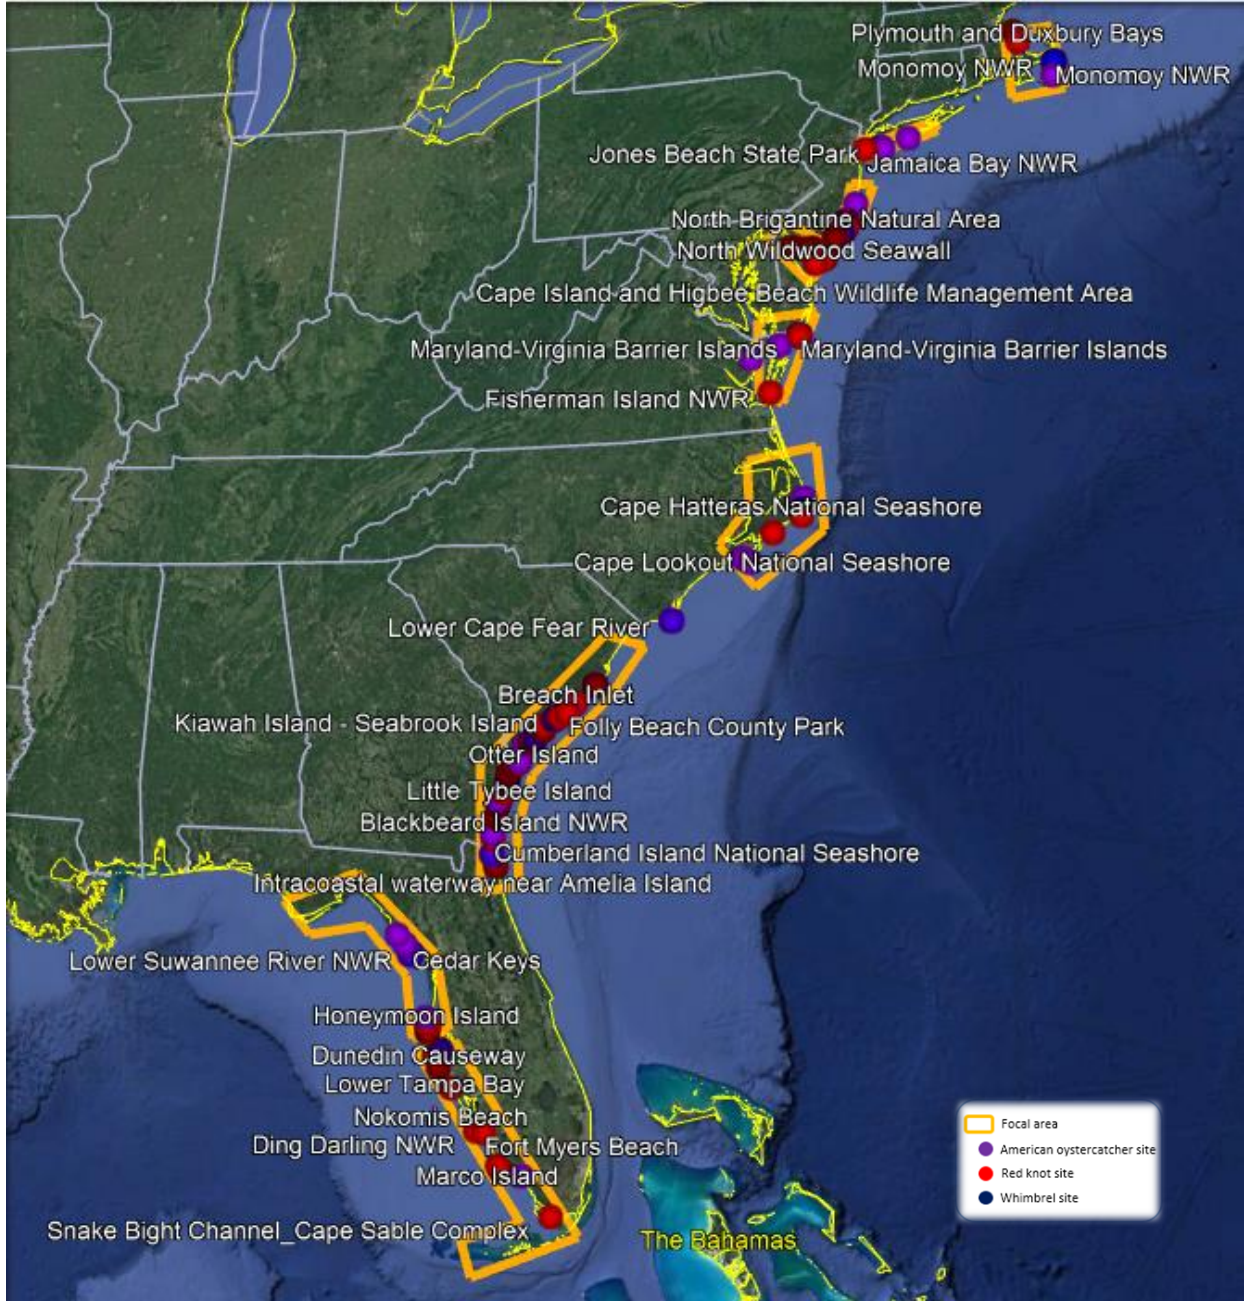 Plymouth and Duxbury Bays
Monomoy NWR
Monomoy NWR
Jones Beach State Park
Jamaica Bay NWR
North Brigantine Natural Area
North Wildwood Seawall
Cape Island and Higbee Beach Wildlife Management Area
Maryland-Virginia Barrier Islands
Maryland-Virginia Barrier Islands
Fisherman Island NWR
Cape Hatteras National Seashore
Cape Lookout National Seashore
Lower Cape Fear River
Breach Inlet
Kiawah Island - Seabrook Island
Folly Beach County Park
Otter Island
Little Tybee Island
Blackbeard Island NWR
Cumberland Island National Seashore
Intracoastal waterway near Amelia Island
Lower Suwannee River NWR
Cedar Keys
Honeymoon Island
Dunedin Causeway
Lower Tampa Bay
Nokomis Beach
Ding Darling NWR
Fort Myers Beach
Marco Island
Snake Bight Channel_Cape Sable Complex
The Bahamas
Focal area
American oystercatcher site
Red knot site
Whimbrel site